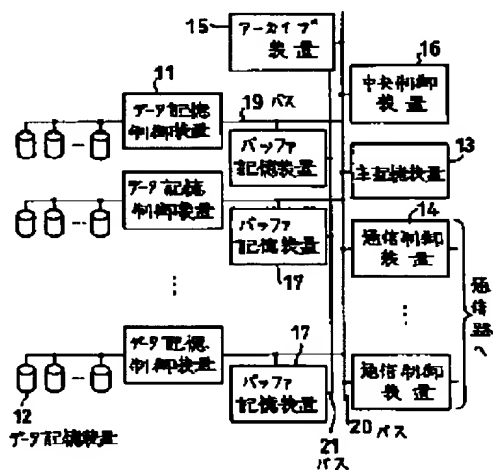 15
アーカイブ
装置
16
中央制御
装置
11
データ記憶
制御装置
19 バス
バッファ
記憶装置
13
主記憶装置
データ記憶
制御装置
バッファ
記憶装置
17
14
通信制御
装置
通信路へ
データ記憶
制御装置
17
バッファ
記憶装置
通信制御
装置
12
データ記憶装置
21
バス
20 バス